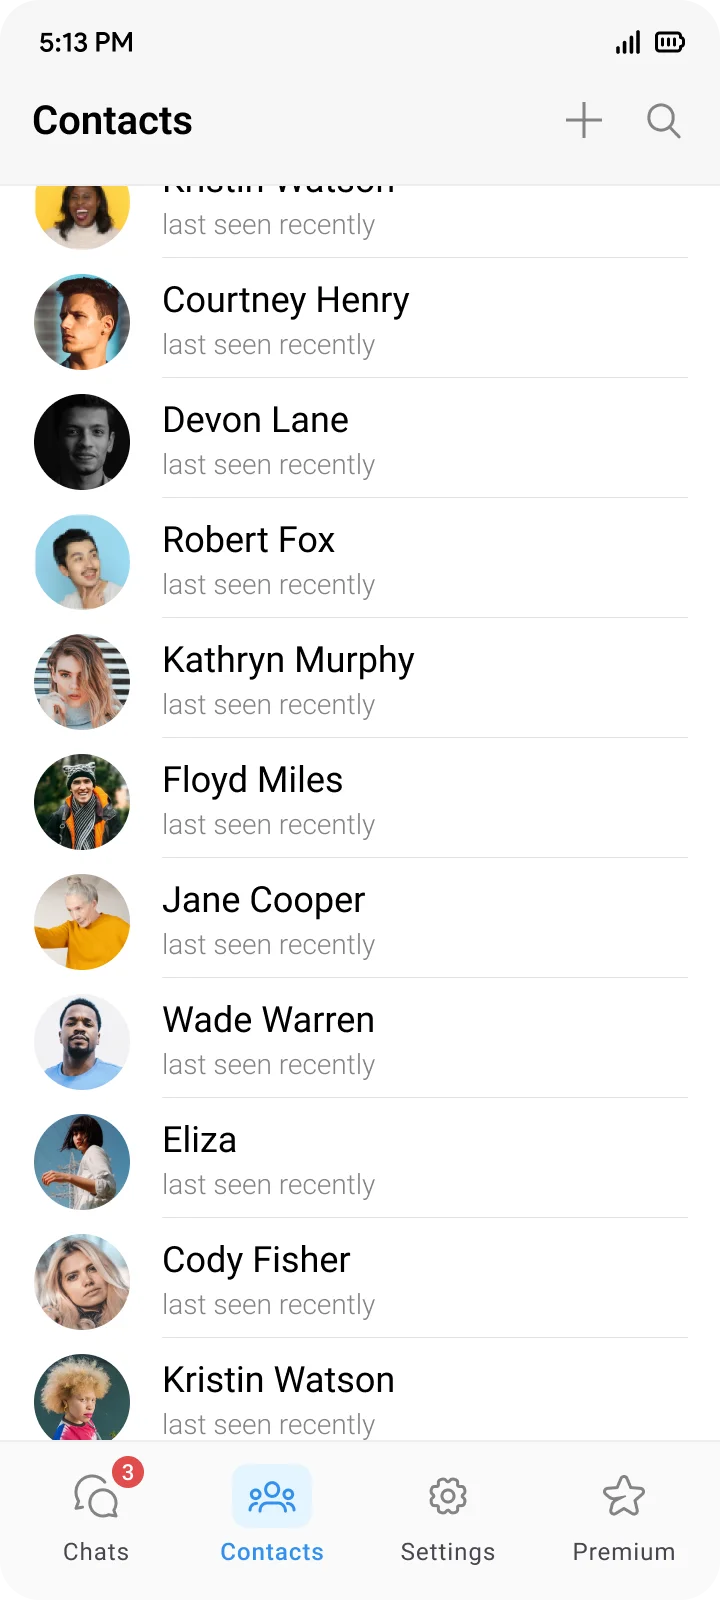 5:13 PM
Contacts
Kristin Watson
last seen recently
Courtney Henry
last seen recently
Devon Lane
last seen recently
Robert Fox
last seen recently
Kathryn Murphy
last seen recently
Floyd Miles
last seen recently
Jane Cooper
last seen recently
Wade Warren
last seen recently
Eliza
last seen recently
Cody Fisher
last seen recently
Kristin Watson
last seen recently
3
Chats
Contacts
Settings
Premium